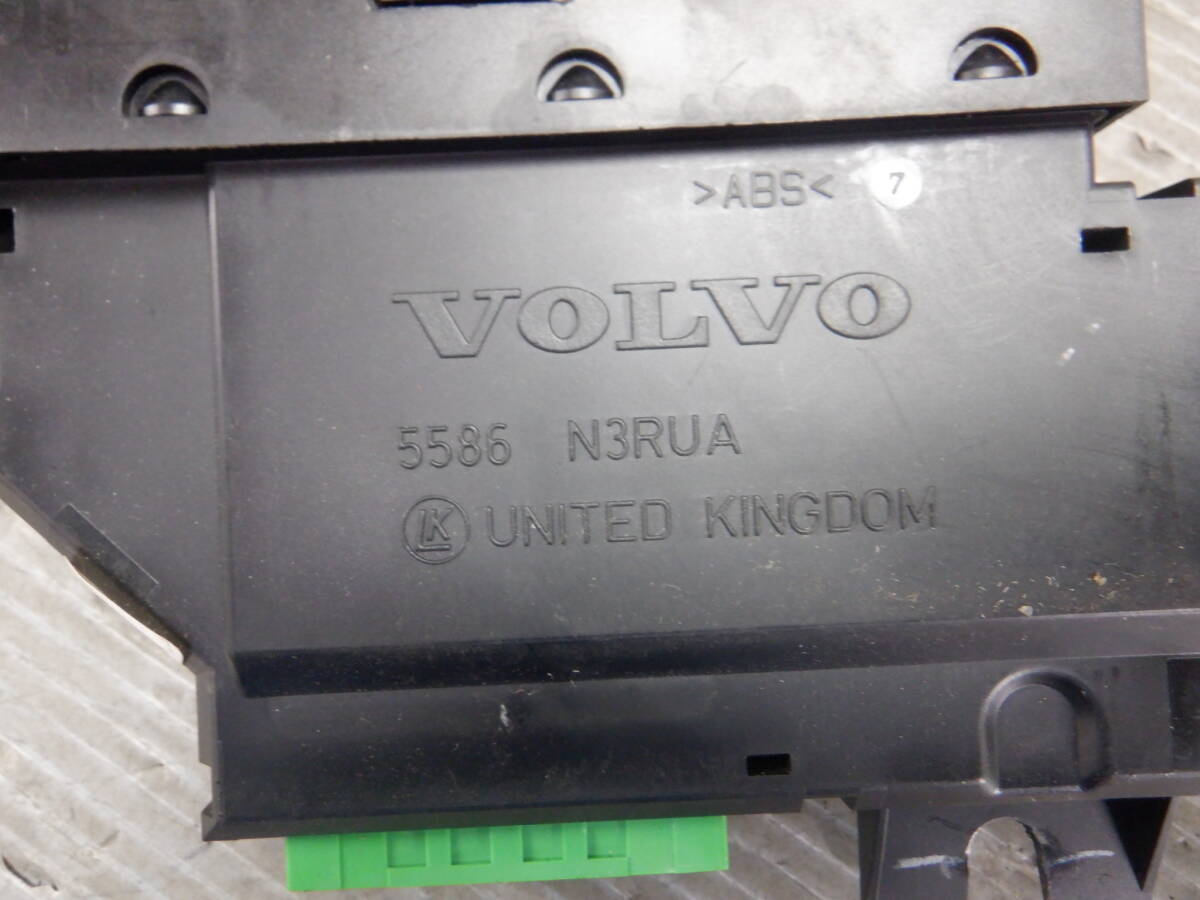 >ABS< 7
VOLVO
5586 N3RUA
LK UNITED KINGDOM